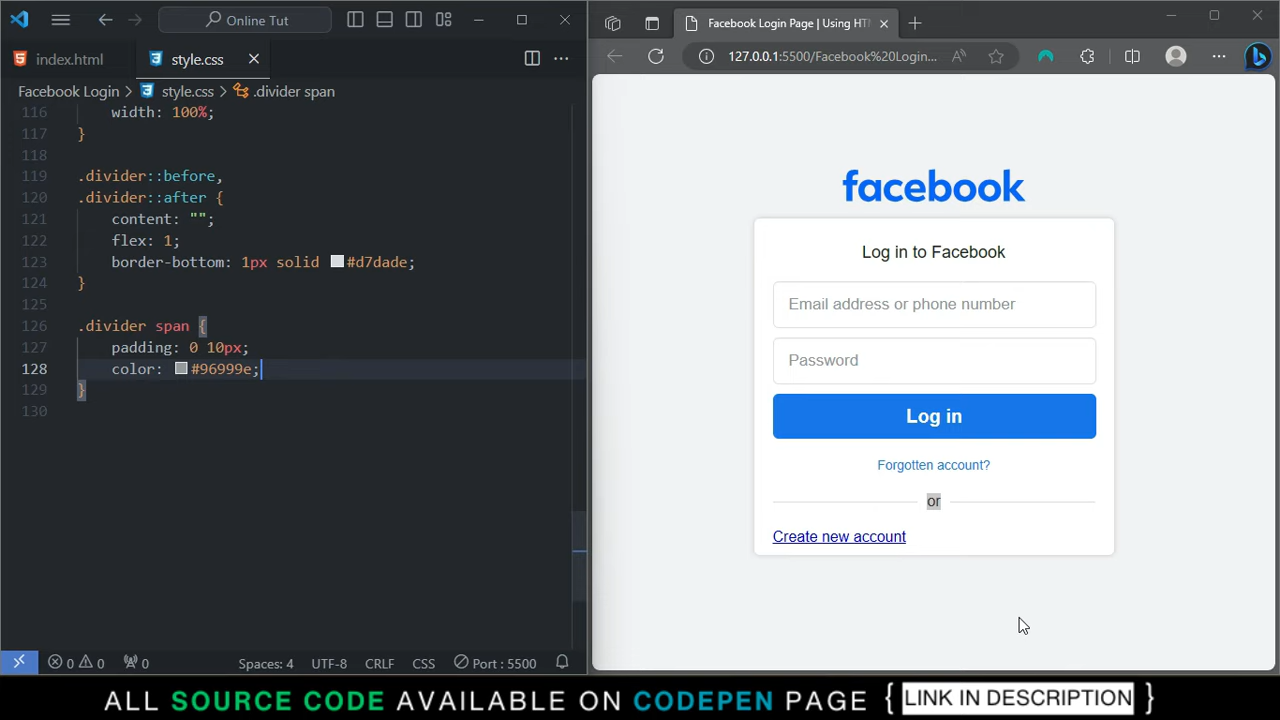 Online Tut
index.html
style.css
Facebook Login > style.css > .divider span
116 width: 100%;
117 }
118
119 .divider::before,
120 .divider::after {
121 content: "";
122 flex: 1;
123 border-bottom: 1px solid #d7dade;
124 }
125
126 .divider span {
127 padding: 0 10px;
128 color: #96999e;
129 }
130
0 0 0
Spaces: 4 UTF-8 CRLF CSS Port : 5500
Facebook Login Page | Using HT
127.0.0.1:5500/Facebook%20Login...
facebook
Log in to Facebook
Email address or phone number
Password
Log in
Forgotten account?
or
Create new account
ALL SOURCE CODE AVAILABLE ON CODEPEN PAGE { LINK IN DESCRIPTION }